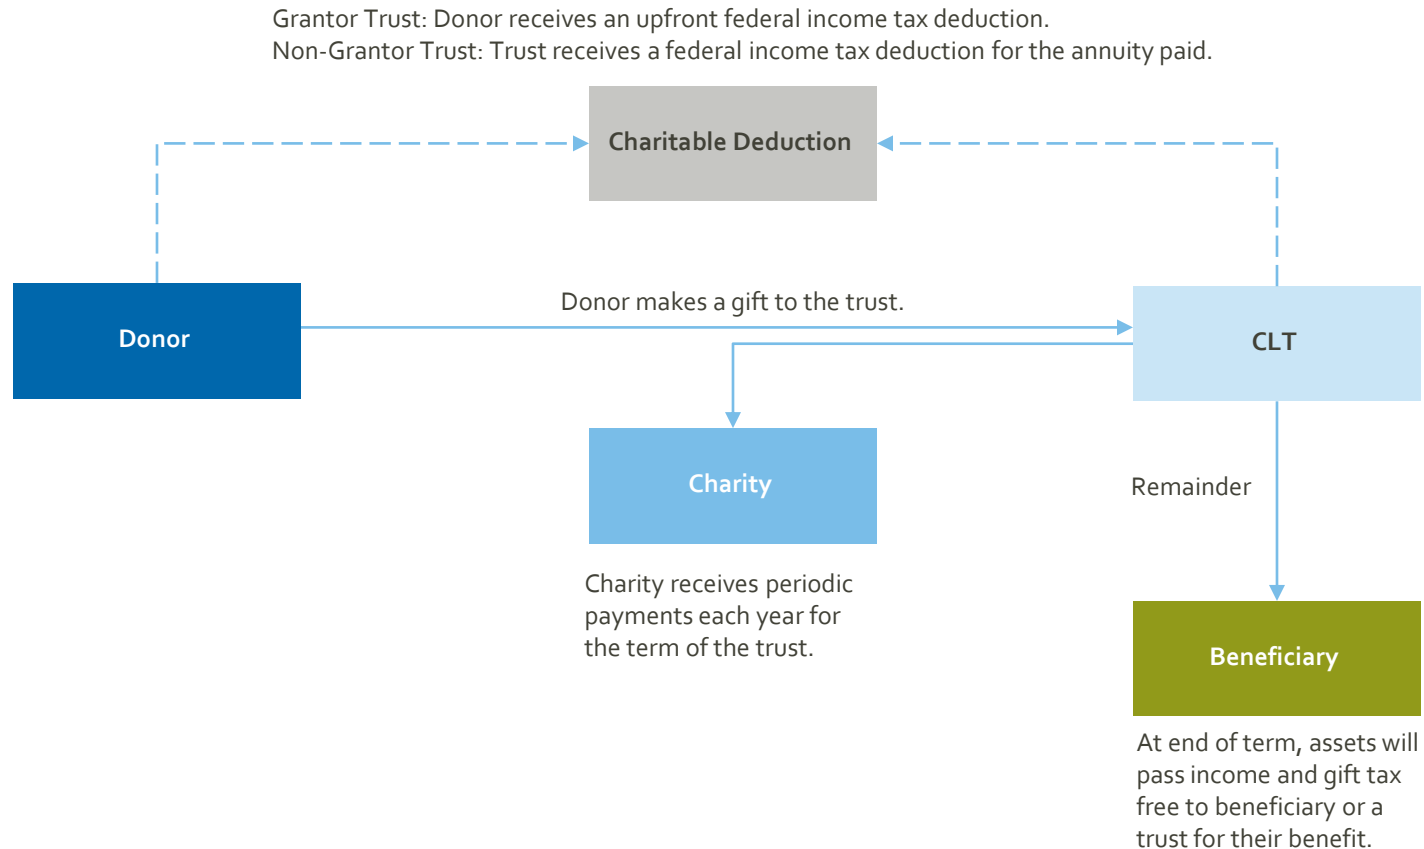 Grantor Trust: Donor receives an upfront federal income tax deduction.
Non-Grantor Trust: Trust receives a federal income tax deduction for the annuity paid.
Charitable Deduction
Donor makes a gift to the trust.
Donor
CLT
Charity
Remainder
Charity receives periodic
payments each year for
the term of the trust.
Beneficiary
At end of term, assets will
pass income and gift tax
free to beneficiary or a
trust for their benefit.